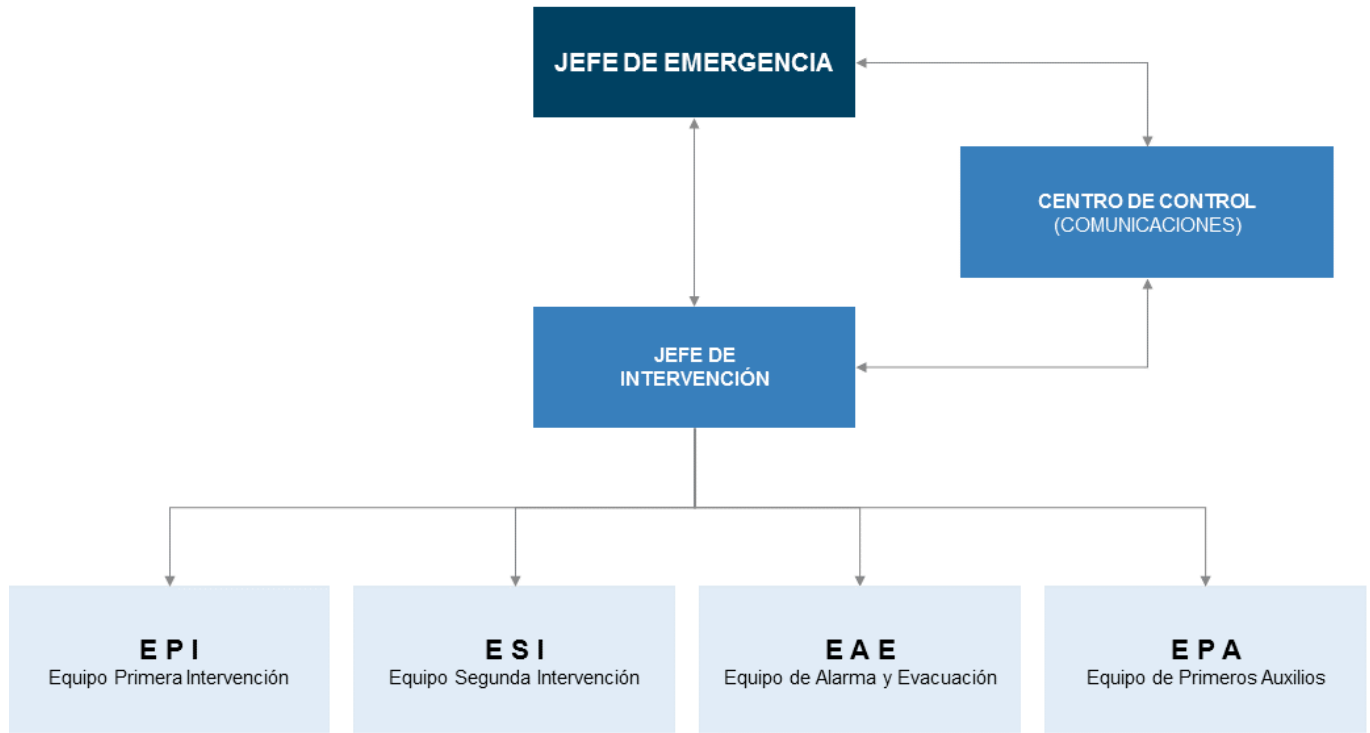 JEFE DE EMERGENCIA
CENTRO DE CONTROL
(COMUNICACIONES)
JEFE DE
INTERVENCIÓN
E P I
Equipo Primera Intervención
E S I
Equipo Segunda Intervención
E A E
Equipo de Alarma y Evacuación
E P A
Equipo de Primeros Auxilios